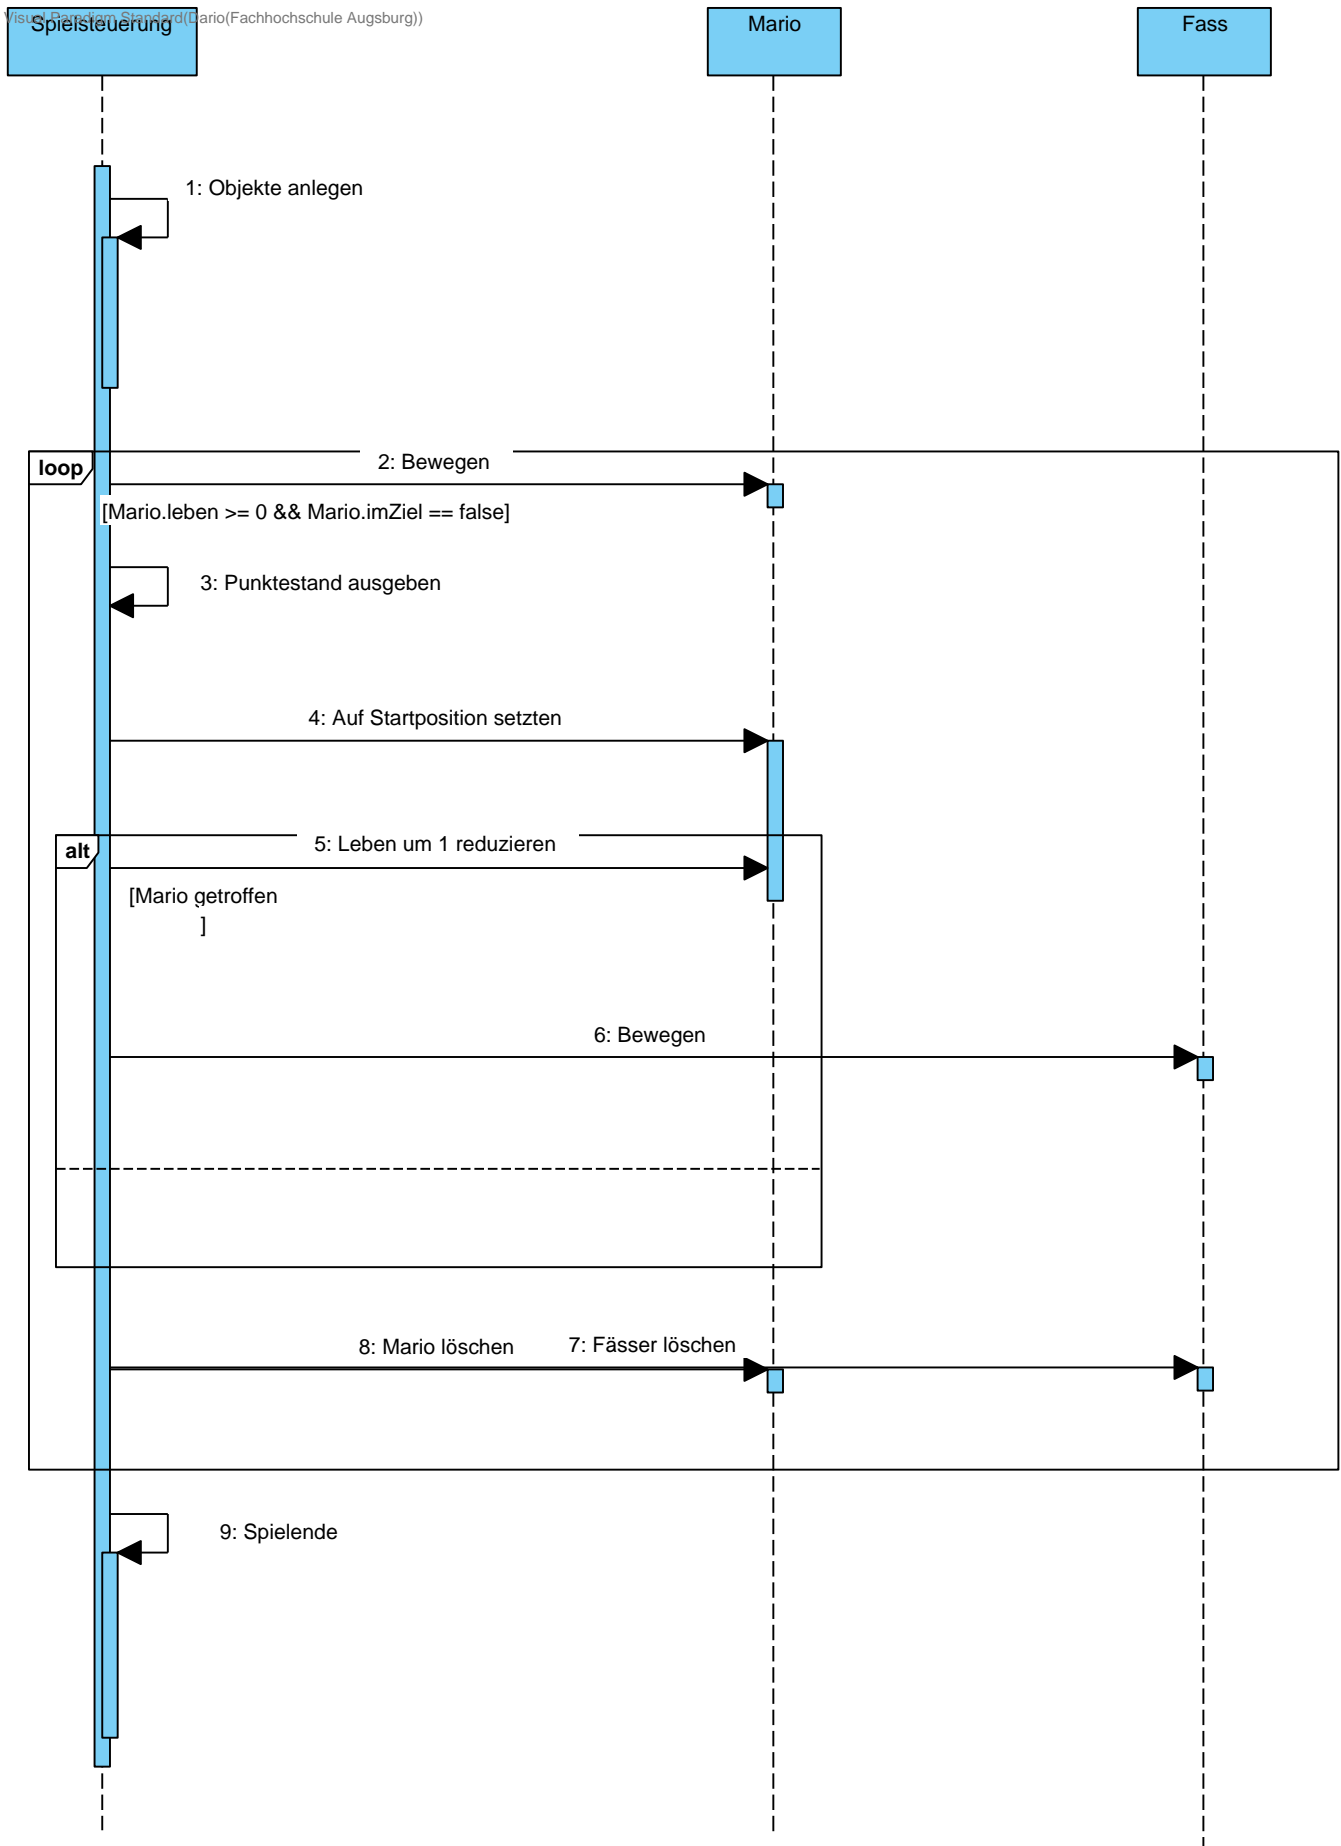 Visual Paradigm Standard(Dario(Fachhochschule Augsburg))
Spielsteuerung
Mario
Fass
1: Objekte anlegen
loop
2: Bewegen
[Mario.leben >= 0 && Mario.imZiel == false]
3: Punktestand ausgeben
4: Auf Startposition setzten
alt
5: Leben um 1 reduzieren
[Mario getroffen
]
6: Bewegen
8: Mario löschen
7: Fässer löschen
9: Spielende